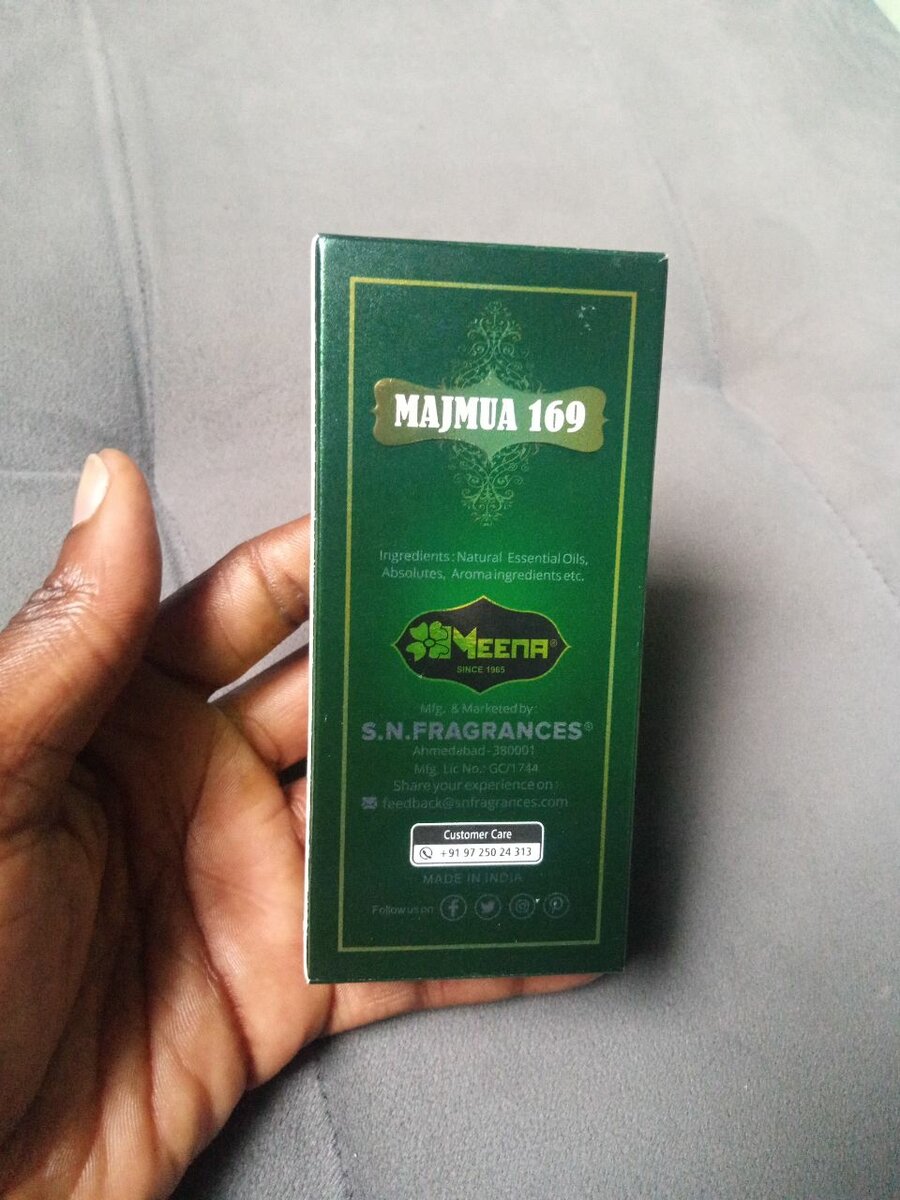 MAJMUA 169
Ingredients: Natural Essential Oils,
Absolutes, Aroma ingredients etc.
MEENA®
SINCE 1965
Mfg. & Marketed by:
S.N.FRAGRANCES®
Ahmedabad-380001
Mfg. Lic No.: GC/1744
Share your experience on:
feedback@snfragrances.com
Customer Care
+91 97 250 24 313
MADE IN INDIA
Follow us on